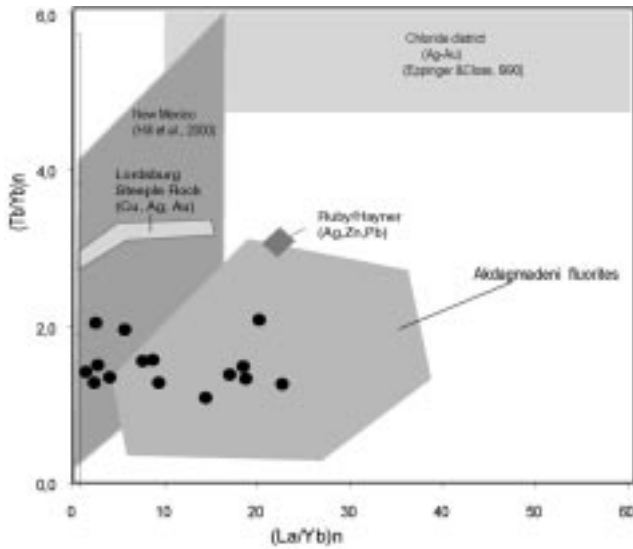 6,0
4,0
2,0
0,0
(Tb/Yb)n
Chloride district
(Ag-Au)
(Eppinger &Closs, 1990)
New Mexico
(Hill et al., 2000)
Lordsburg
Steeple Rock
(Cu, Ag, Au)
Ruby/Hayner
(Ag,Zn,Pb)
Akdagmadeni fluorites
0 10 20 30 40 50 60
(La/Yb)n